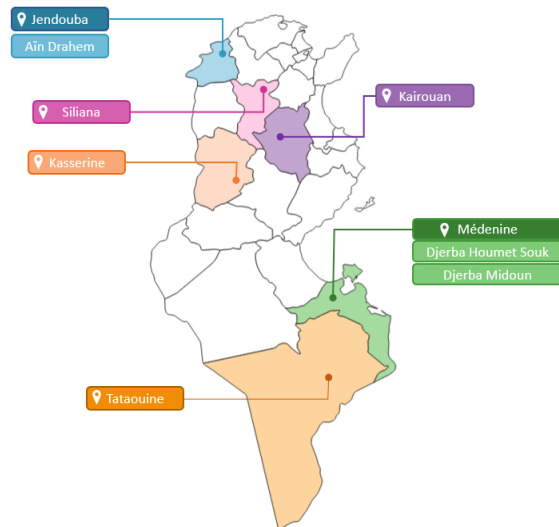 Jendouba
Aïn Drahem
Siliana
Kairouan
Kasserine
Médenine
Djerba Houmet Souk
Djerba Midoun
Tataouine